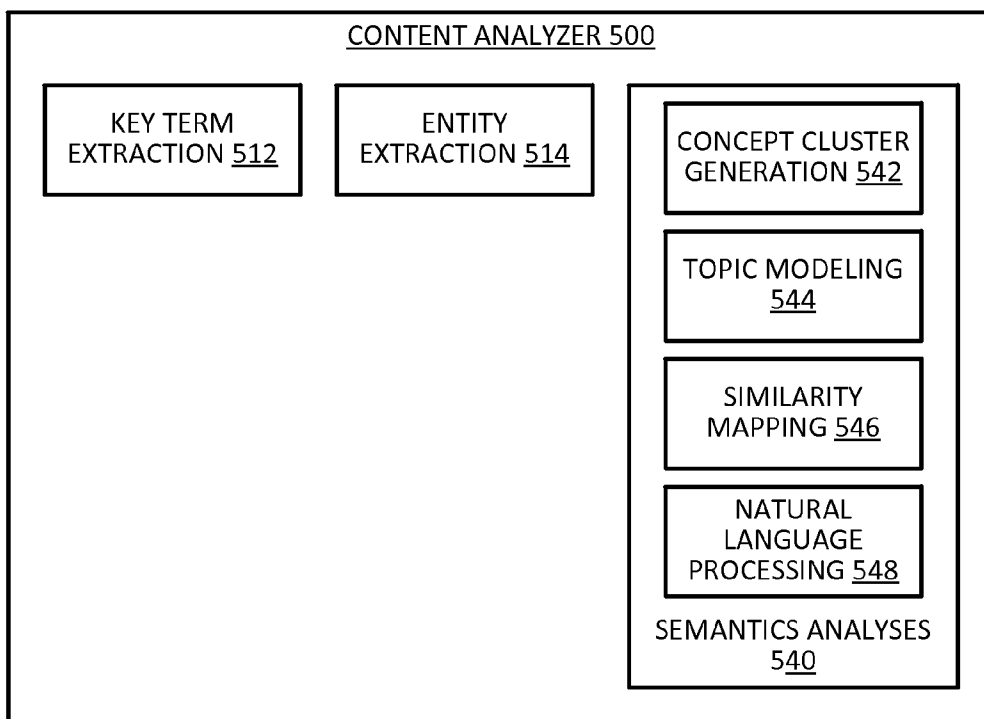 CONTENT ANALYZER 500
KEY TERM
EXTRACTION 512
ENTITY
EXTRACTION 514
CONCEPT CLUSTER
GENERATION 542
TOPIC MODELING
544
SIMILARITY
MAPPING 546
NATURAL
LANGUAGE
PROCESSING 548
SEMANTICS ANALYSES
540